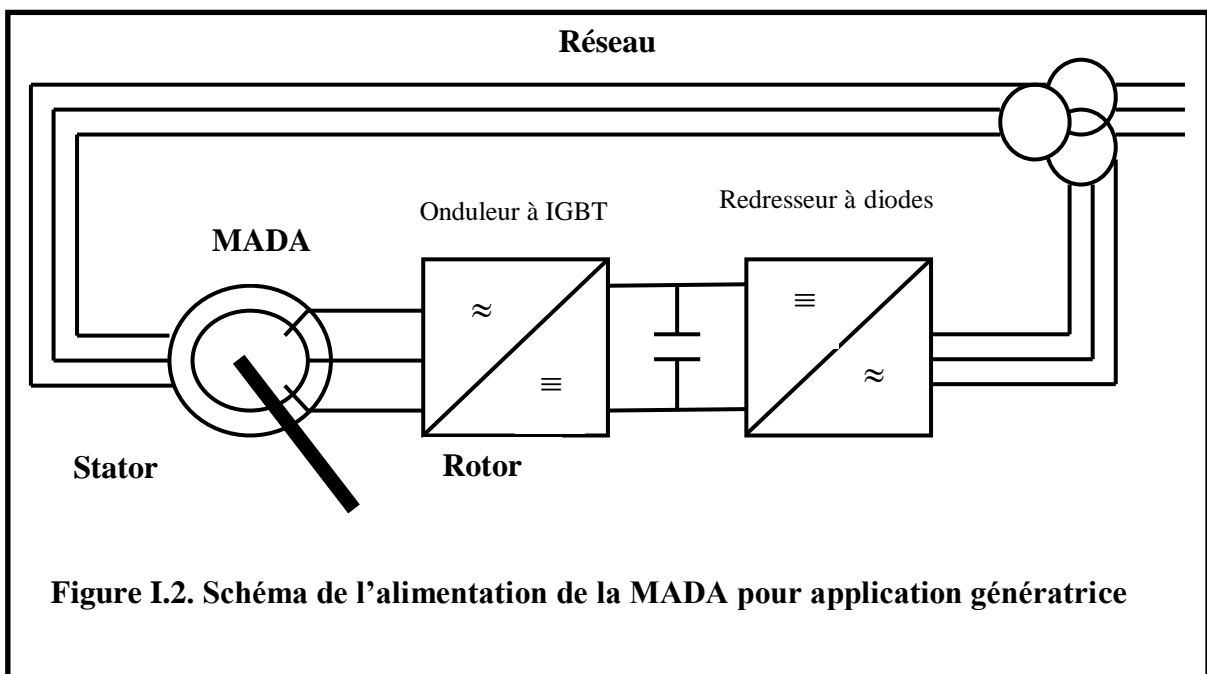 Réseau
Onduleur à IGBT
Redresseur à diodes
MADA
≈
≡
≡
≈
Stator
Rotor
Figure I.2. Schéma de l’alimentation de la MADA pour application génératrice